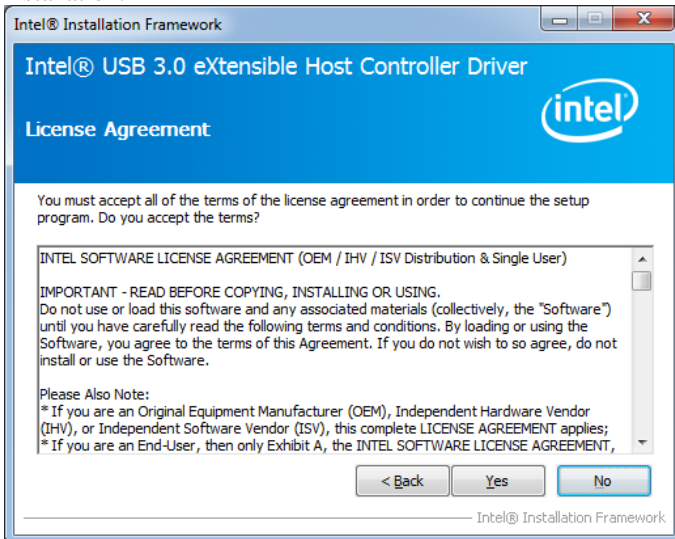 Intel® Installation Framework
Intel® USB 3.0 eXtensible Host Controller Driver
intel
License Agreement
You must accept all of the terms of the license agreement in order to continue the setup
program. Do you accept the terms?
INTEL SOFTWARE LICENSE AGREEMENT (OEM / IHV / ISV Distribution & Single User)
IMPORTANT - READ BEFORE COPYING, INSTALLING OR USING.
Do not use or load this software and any associated materials (collectively, the "Software")
until you have carefully read the following terms and conditions. By loading or using the
Software, you agree to the terms of this Agreement. If you do not wish to so agree, do not
install or use the Software.
Please Also Note:
* If you are an Original Equipment Manufacturer (OEM), Independent Hardware Vendor
(IHV), or Independent Software Vendor (ISV), this complete LICENSE AGREEMENT applies;
* If you are an End-User, then only Exhibit A, the INTEL SOFTWARE LICENSE AGREEMENT,
< Back Yes No
Intel® Installation Framework